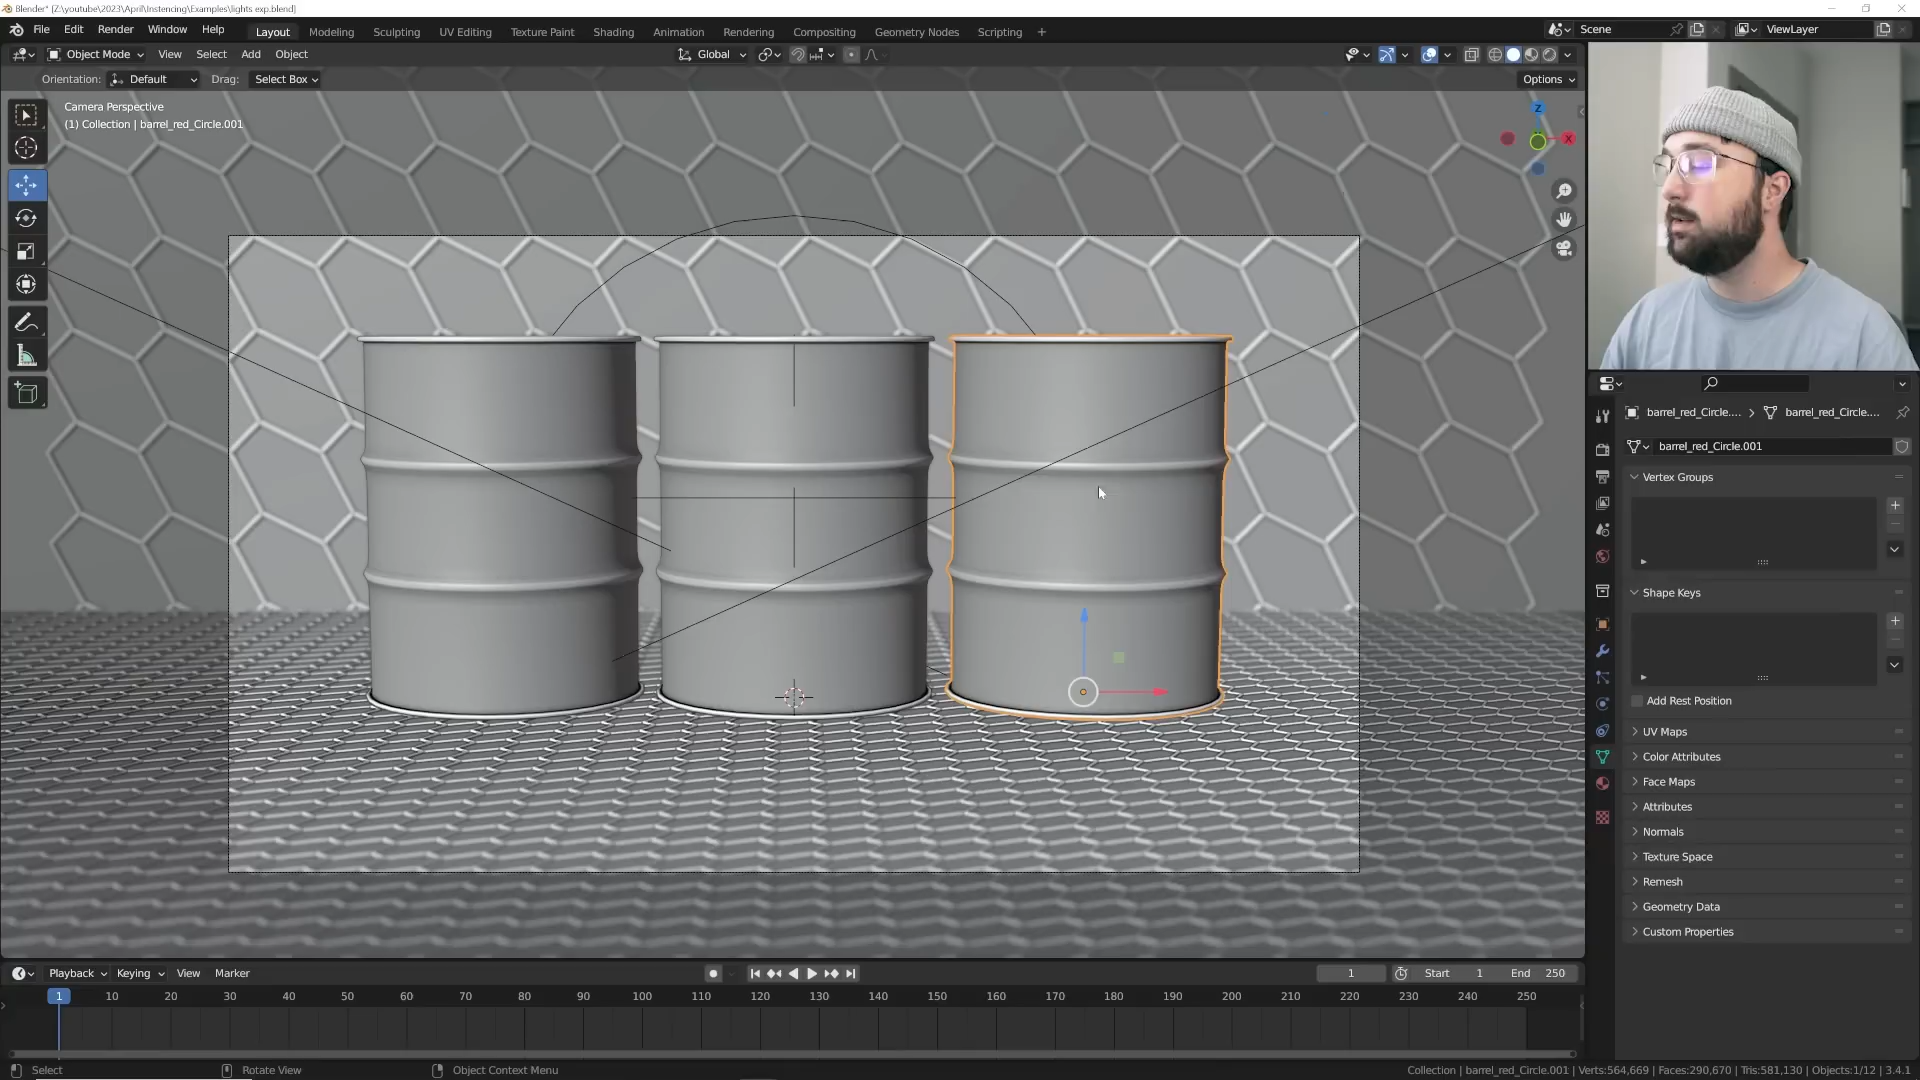 Blender* [Z:\youtube\2023\April\Instencing\Examples\lights exp.blend]
File Edit Render Window Help Layout Modeling Sculpting UV Editing Texture Paint Shading Animation Rendering Compositing Geometry Nodes Scripting + Scene ViewLayer
Object Mode View Select Add Object Global
Orientation: Default Drag: Select Box Options
Camera Perspective
(1) Collection | barrel_red_Circle.001
Z
X
barrel_red_Circle.... > barrel_red_Circle....
barrel_red_Circle.001
Vertex Groups
Shape Keys
Add Rest Position
UV Maps
Color Attributes
Face Maps
Attributes
Normals
Texture Space
Remesh
Geometry Data
Custom Properties
Playback Keying View Marker 1 Start 1 End 250
1 10 20 30 40 50 60 70 80 90 100 110 120 130 140 150 160 170 180 190 200 210 220 230 240 250
Select Rotate View Object Context Menu Collection | barrel_red_Circle.001 | Verts:564,669 | Faces:290,670 | Tris:581,130 | Objects:1/12 | 3.4.1